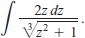 ∫ 2z dz / ∛(z² + 1) .